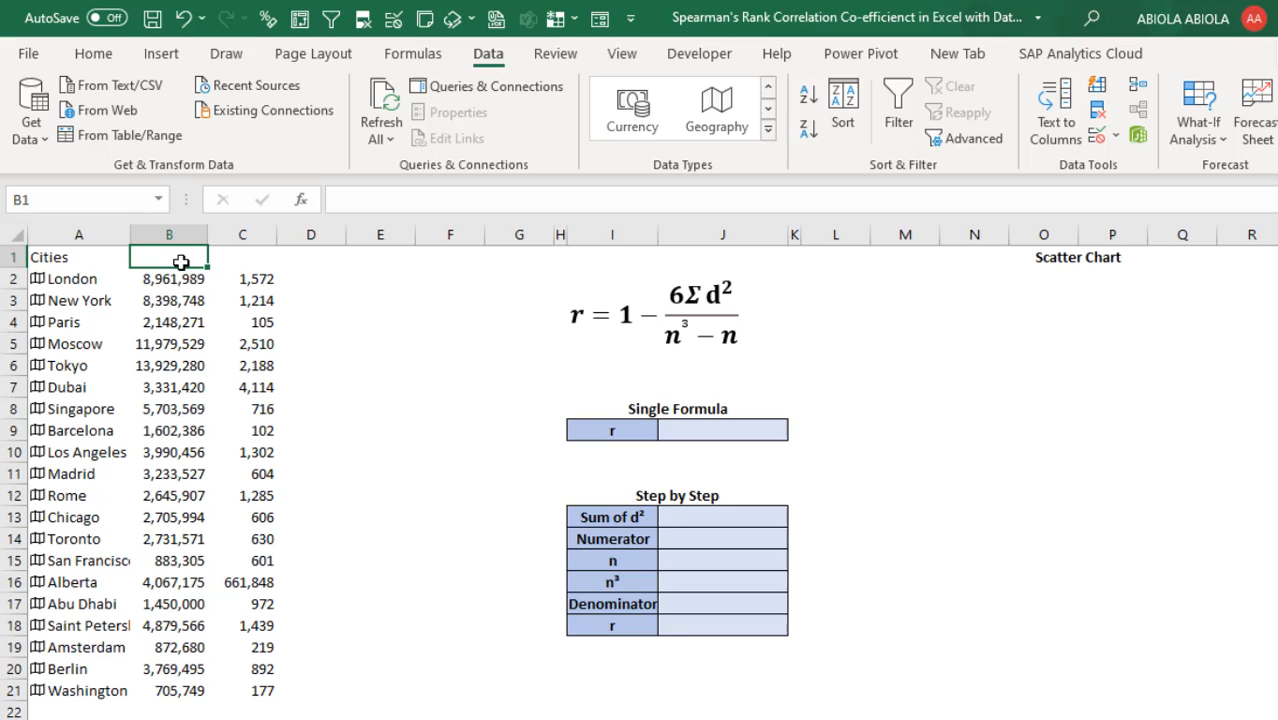 AutoSave Off Spearman's Rank Correlation Co-efficienct in Excel with Dat... ABIOLA ABIOLA AA
File Home Insert Draw Page Layout Formulas Data Review View Developer Help Power Pivot New Tab SAP Analytics Cloud
Get Data
From Text/CSV
From Web
From Table/Range
Recent Sources
Existing Connections
Get & Transform Data
Refresh All
Queries & Connections
Properties
Edit Links
Queries & Connections
Currency
Geography
Data Types
Sort
Filter
Clear
Reapply
Advanced
Sort & Filter
Text to Columns
Data Tools
What-If Analysis
Forecas
Sheet
Forecast
B1 fx
A B C D E F G H I J K L M N O P Q R
1 Cities Scatter Chart
2 London 8,961,989 1,572
3 New York 8,398,748 1,214
4 Paris 2,148,271 105
5 Moscow 11,979,529 2,510
6 Tokyo 13,929,280 2,188
7 Dubai 3,331,420 4,114
8 Singapore 5,703,569 716
9 Barcelona 1,602,386 102
10 Los Angeles 3,990,456 1,302
11 Madrid 3,233,527 604
12 Rome 2,645,907 1,285
13 Chicago 2,705,994 606
14 Toronto 2,731,571 630
15 San Francisc 883,305 601
16 Alberta 4,067,175 661,848
17 Abu Dhabi 1,450,000 972
18 Saint Petersl 4,879,566 1,439
19 Amsterdam 872,680 219
20 Berlin 3,769,495 892
21 Washington 705,749 177
22
r = 1 − 6Σ d² / n³ − n
Single Formula
r
Step by Step
Sum of d²
Numerator
n
n³
Denominator
r